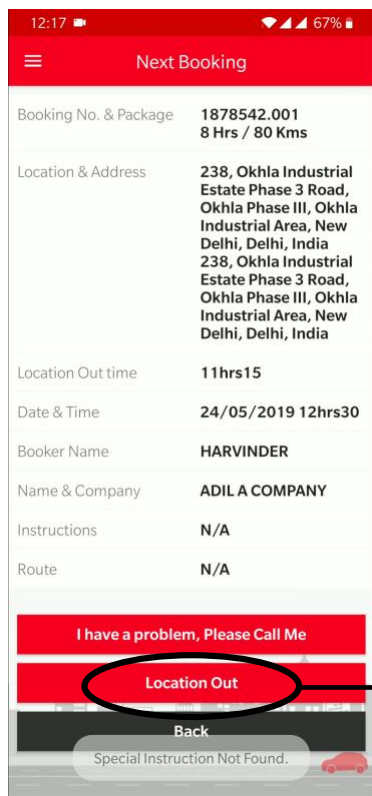 12:17 67%
Next Booking
Booking No. & Package 1878542.001
8 Hrs / 80 Kms
Location & Address 238, Okhla Industrial
Estate Phase 3 Road,
Okhla Phase III, Okhla
Industrial Area, New
Delhi, Delhi, India
238, Okhla Industrial
Estate Phase 3 Road,
Okhla Phase III, Okhla
Industrial Area, New
Delhi, Delhi, India
Location Out time 11hrs15
Date & Time 24/05/2019 12hrs30
Booker Name HARVINDER
Name & Company ADIL A COMPANY
Instructions N/A
Route N/A
I have a problem, Please Call Me
Location Out
Back
Special Instruction Not Found.